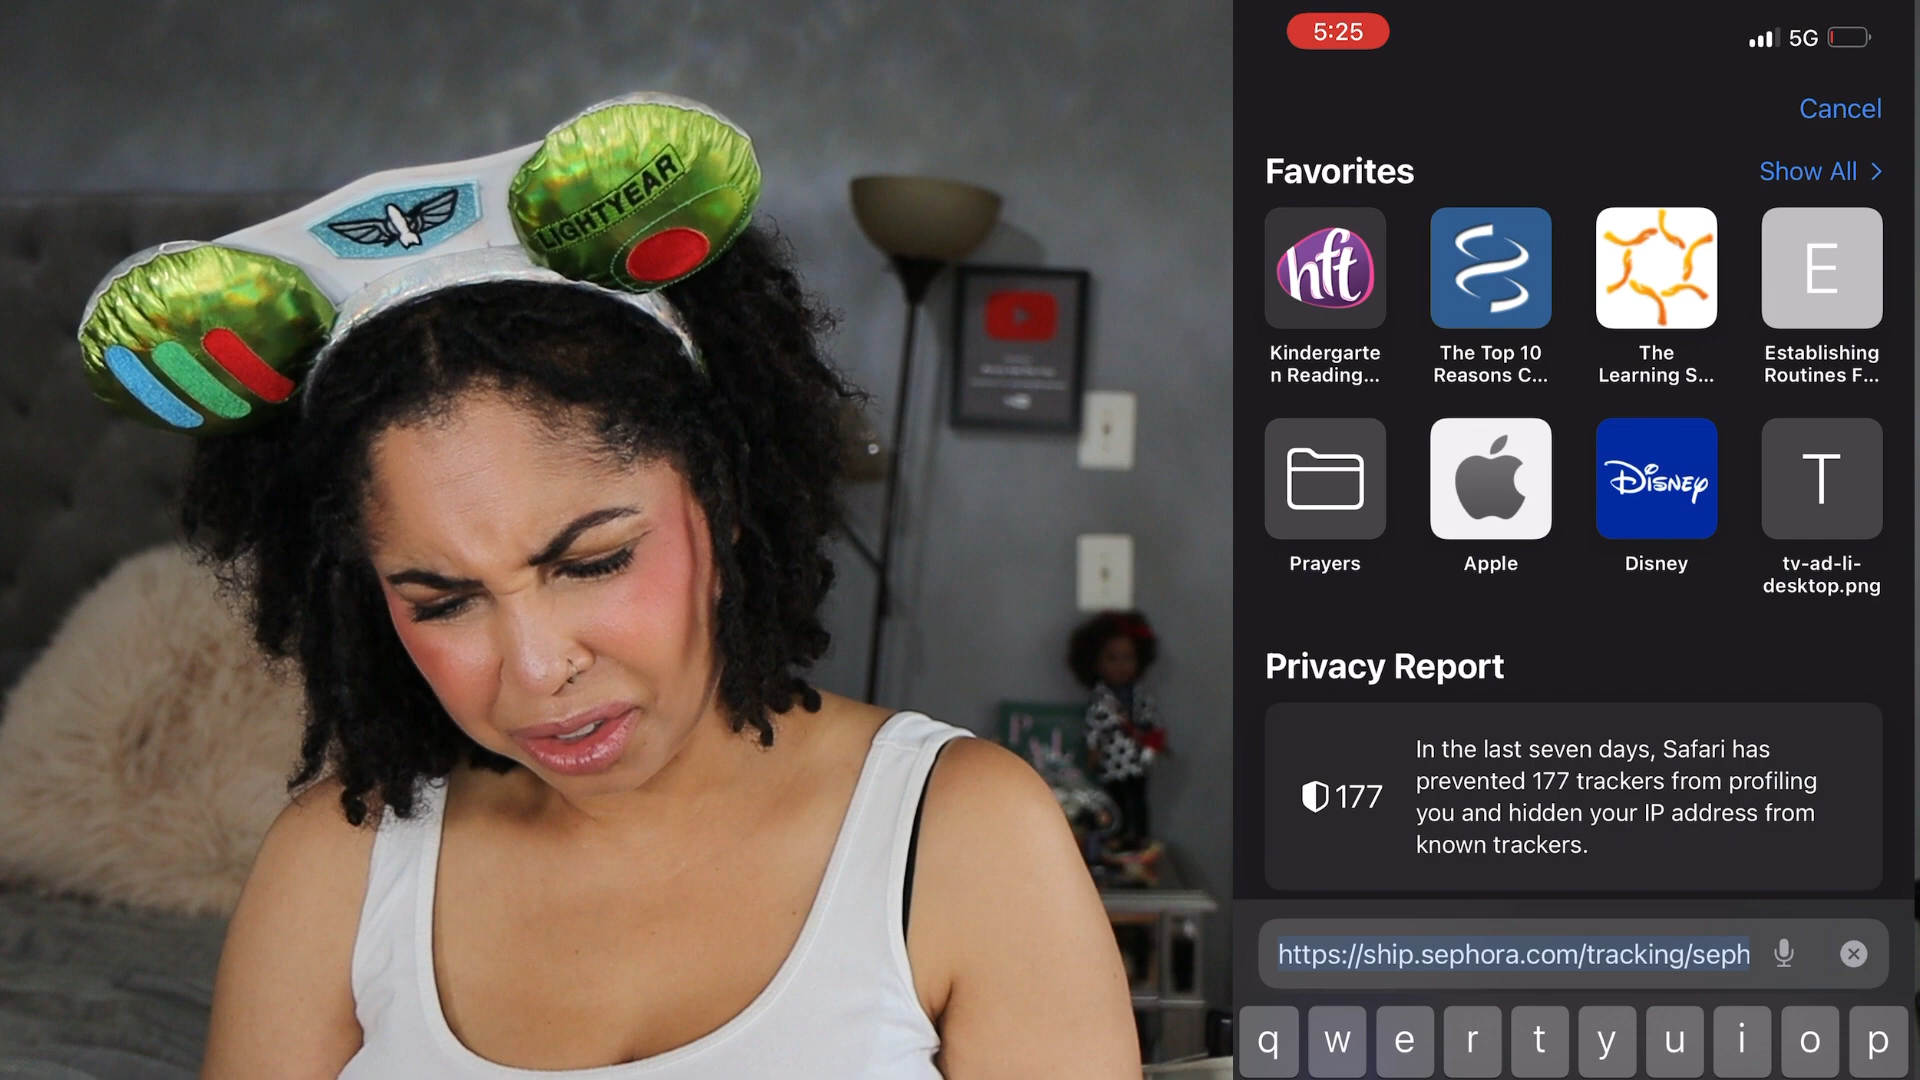 LIGHTYEAR
5:25
5G
Cancel
Favorites
Show All >
hft
E
Kindergarte
n Reading...
The Top 10
Reasons C...
The
Learning S...
Establishing
Routines F...
Disney
T
Prayers
Apple
Disney
tv-ad-li-
desktop.png
Privacy Report
177
In the last seven days, Safari has
prevented 177 trackers from profiling
you and hidden your IP address from
known trackers.
https://ship.sephora.com/tracking/seph
q w e r t y u i o p